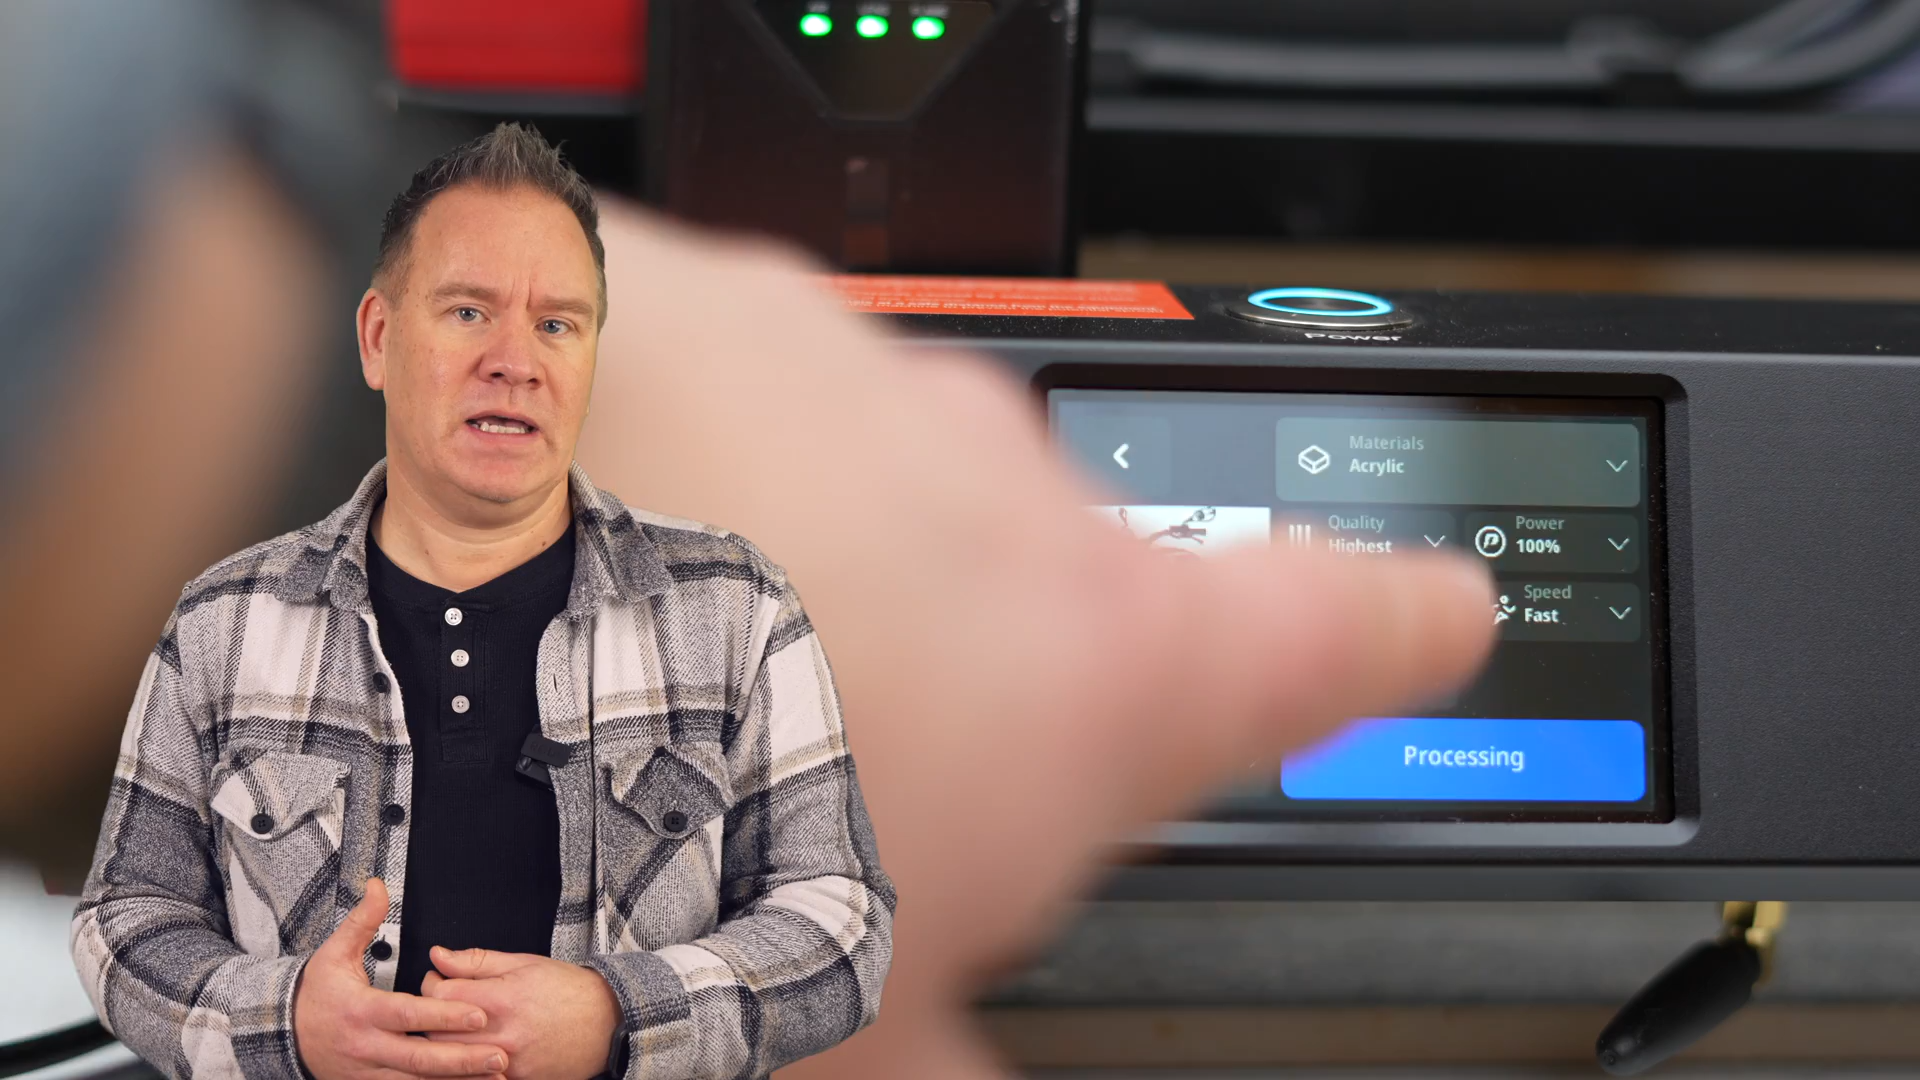 Power
Materials
Acrylic
Quality
Highest
Power
100%
Speed
Fast
Processing